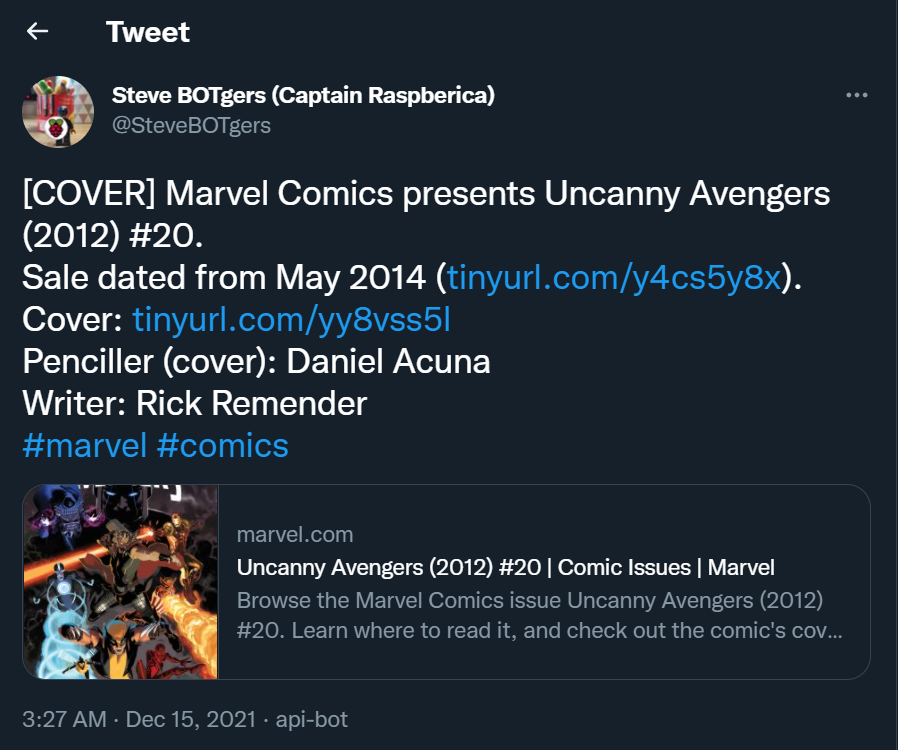 Tweet
Steve BOTgers (Captain Raspberica)
@SteveBOTgers
[COVER] Marvel Comics presents Uncanny Avengers
(2012) #20.
Sale dated from May 2014 (tinyurl.com/y4cs5y8x).
Cover: tinyurl.com/yy8vss5l
Penciller (cover): Daniel Acuna
Writer: Rick Remender
#marvel #comics
marvel.com
Uncanny Avengers (2012) #20 | Comic Issues | Marvel
Browse the Marvel Comics issue Uncanny Avengers (2012)
#20. Learn where to read it, and check out the comic's cov...
3:27 AM · Dec 15, 2021 · api-bot